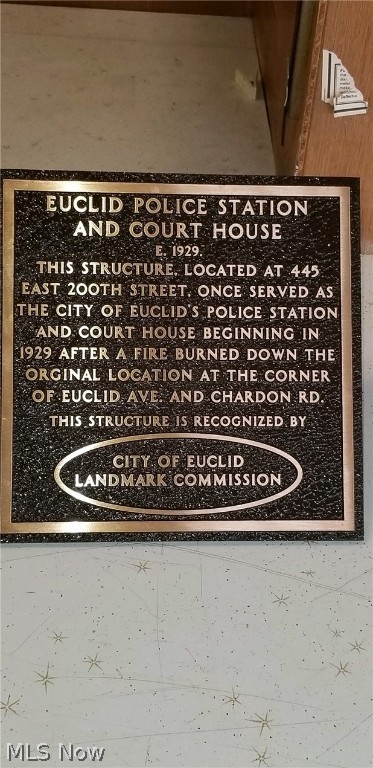 EUCLID POLICE STATION
AND COURT HOUSE
E. 1929.
THIS STRUCTURE, LOCATED AT 445
EAST 200TH STREET, ONCE SERVED AS
THE CITY OF EUCLID'S POLICE STATION
AND COURT HOUSE BEGINNING IN
1929 AFTER A FIRE BURNED DOWN THE
ORGINAL LOCATION AT THE CORNER
OF EUCLID AVE. AND CHARDON RD.
THIS STRUCTURE IS RECOGNIZED BY
CITY OF EUCLID
LANDMARK COMMISSION
MLS Now